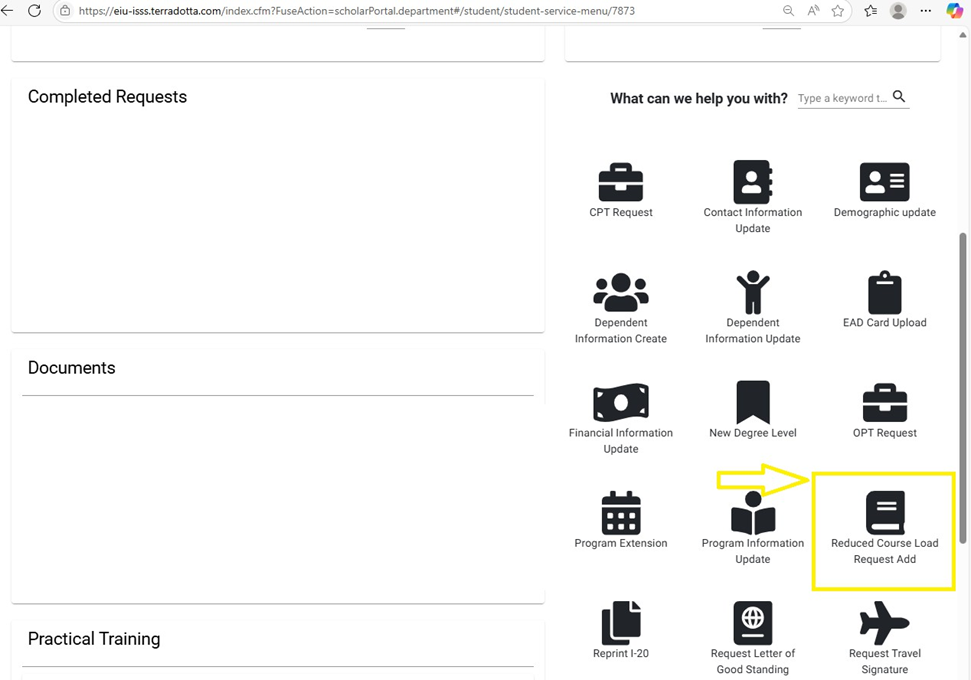 https://eiu-isss.terradotta.com/index.cfm?FuseAction=scholarPortal.department#/student/student-service-menu/7873
Completed Requests
What can we help you with?
Type a keyword t...
CPT Request
Contact Information
Update
Demographic update
Dependent
Information Create
Dependent
Information Update
EAD Card Upload
Financial Information
Update
New Degree Level
OPT Request
Documents
Program Extension
Program Information
Update
Reduced Course Load
Request Add
Reprint I-20
Request Letter of
Good Standing
Request Travel
Signature
Practical Training